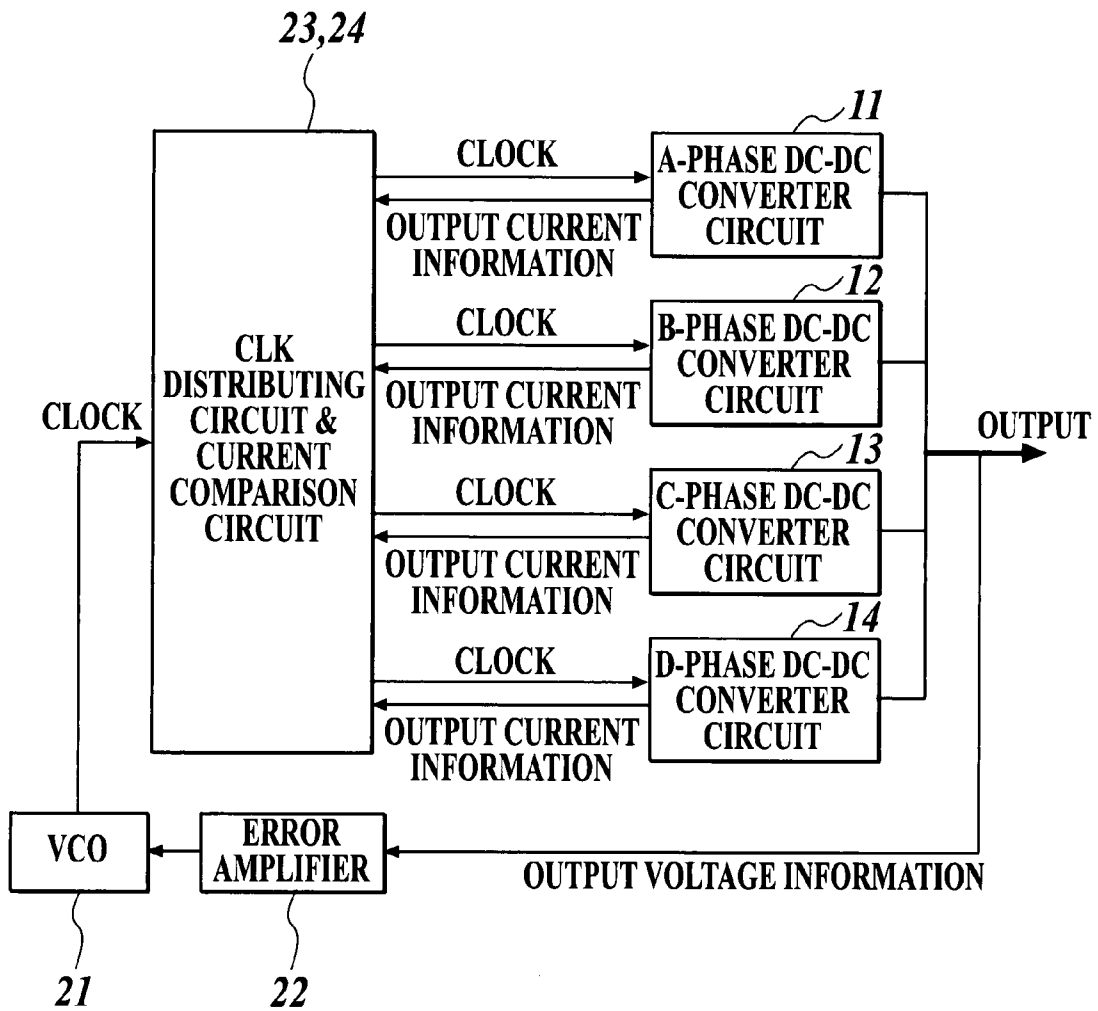 23,24
11
CLOCK
A-PHASE DC-DC
CONVERTER
CIRCUIT
OUTPUT CURRENT
INFORMATION
12
CLOCK
B-PHASE DC-DC
CONVERTER
CIRCUIT
OUTPUT CURRENT
INFORMATION
CLK
DISTRIBUTING
CIRCUIT &
CURRENT
COMPARISON
CIRCUIT
CLOCK
OUTPUT
13
CLOCK
C-PHASE DC-DC
CONVERTER
CIRCUIT
OUTPUT CURRENT
INFORMATION
14
CLOCK
D-PHASE DC-DC
CONVERTER
CIRCUIT
OUTPUT CURRENT
INFORMATION
VCO
ERROR
AMPLIFIER
OUTPUT VOLTAGE INFORMATION
21
22